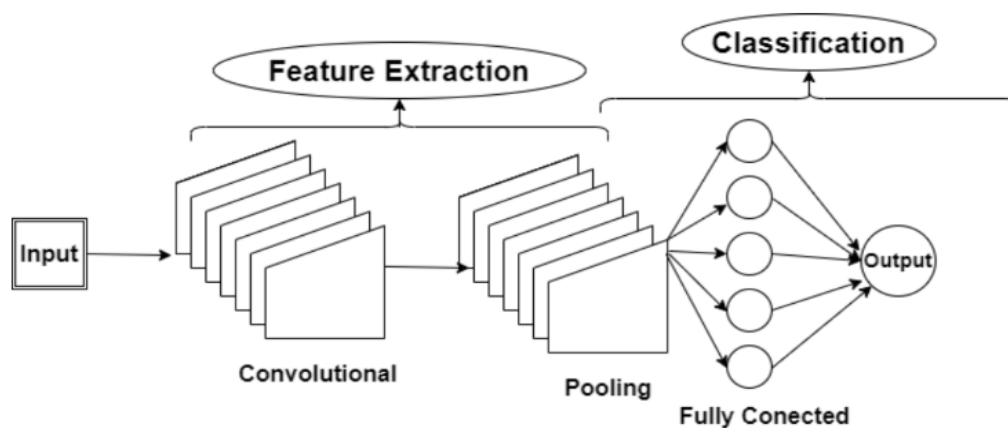 Classification
Feature Extraction
Input
Output
Convolutional
Pooling
Fully Conected